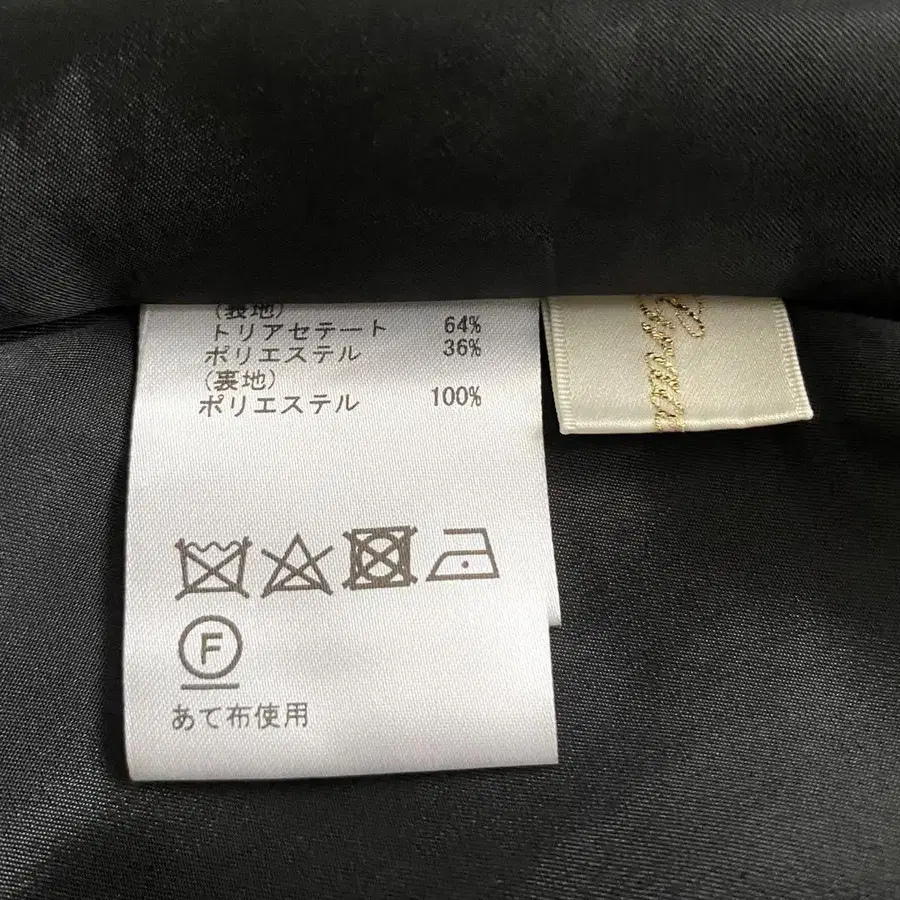 (表地)
トリアセテート 64%
ポリエステル 36%
(裏地)
ポリエステル 100%
F
あて布使用